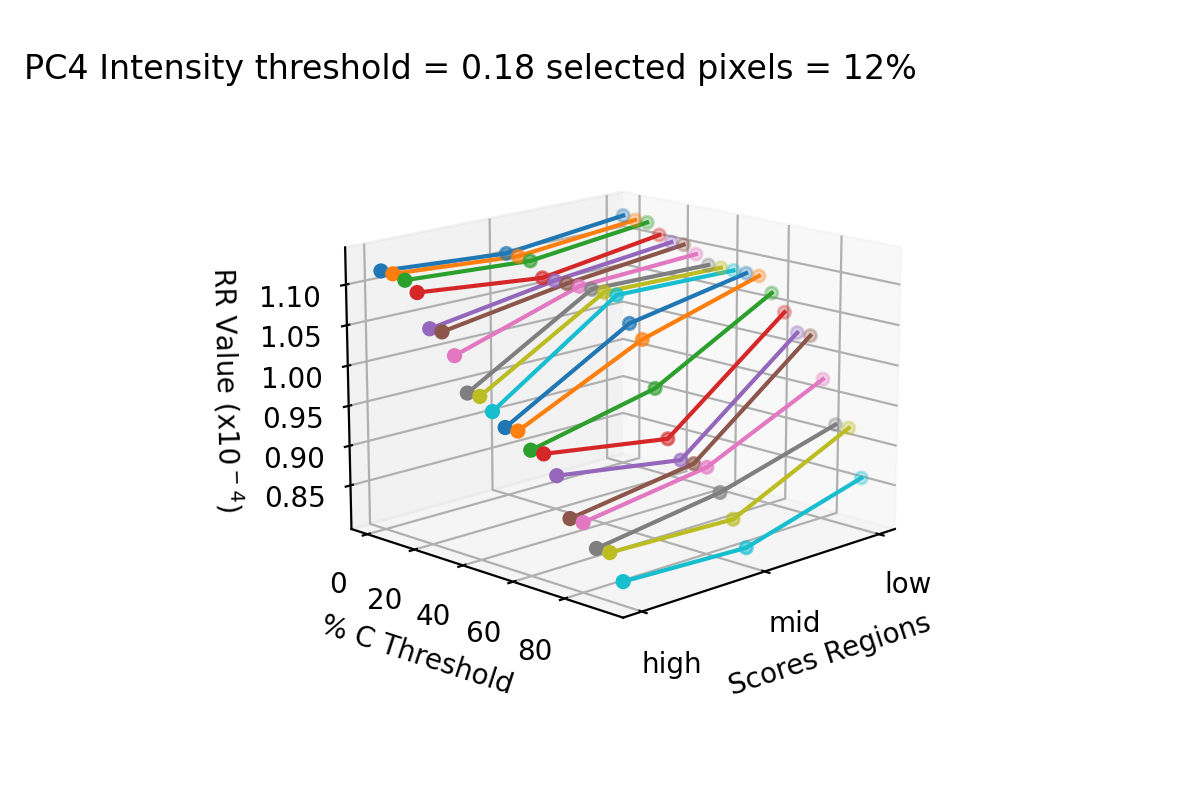 PC4 Intensity threshold = 0.18 selected pixels = 12%
RR Value (x10⁻⁴)
1.10
1.05
1.00
0.95
0.90
0.85
0
20
40
60
80
% C Threshold
low
mid
high
Scores Regions